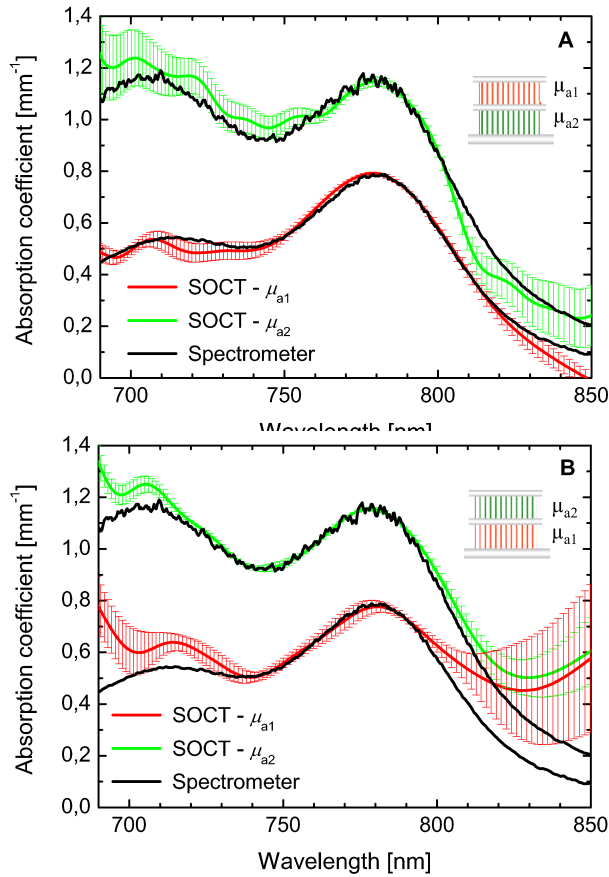 1,4
A
1,2
μa1
1,0
μa2
0,8
Absorption coefficient [mm-1]
0,6
0,4
SOCT - μa1
SOCT - μa2
0,2
Spectrometer
0,0
700 750 800 850
Wavelength [nm]
1,4
B
1,2
μa2
1,0
μa1
0,8
Absorption coefficient [mm-1]
0,6
0,4
SOCT - μa1
SOCT - μa2
0,2
Spectrometer
0,0
700 750 800 850
Wavelength [nm]